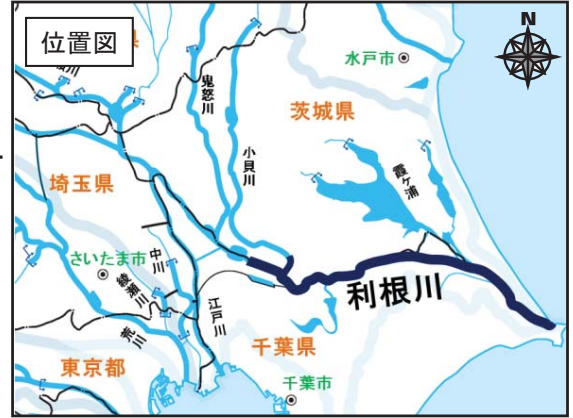 位置図
県
川
N
水戸市
鬼怒川
茨城県
小貝川
霞ヶ浦
埼玉県
さいたま市
中川
綾瀬川
利根川
江戸川
荒川
千葉県
東京都
千葉市